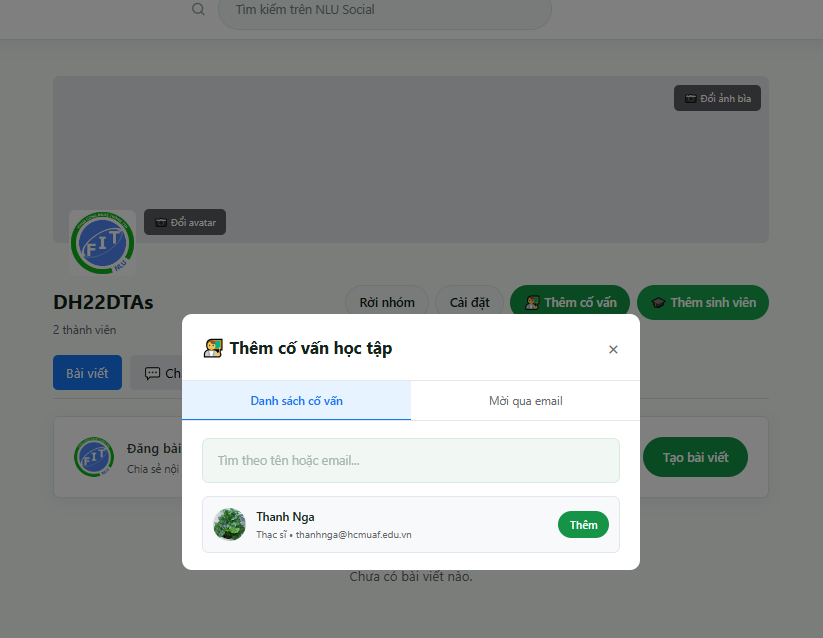 Tìm kiếm trên NLU Social
Đổi ảnh bìa
Đổi avatar
FIT
NLU
DH22DTAs
2 thành viên
Rời nhóm
Cài đặt
Thêm cố vấn
Thêm sinh viên
Bài viết
Ch
Thêm cố vấn học tập
×
Danh sách cố vấn
Mời qua email
Tìm theo tên hoặc email...
Thanh Nga
Thạc sĩ • thanhnga@hcmuaf.edu.vn
Thêm
Đăng bài
Chia sẻ nội
FIT
Tạo bài viết
Chưa có bài viết nào.